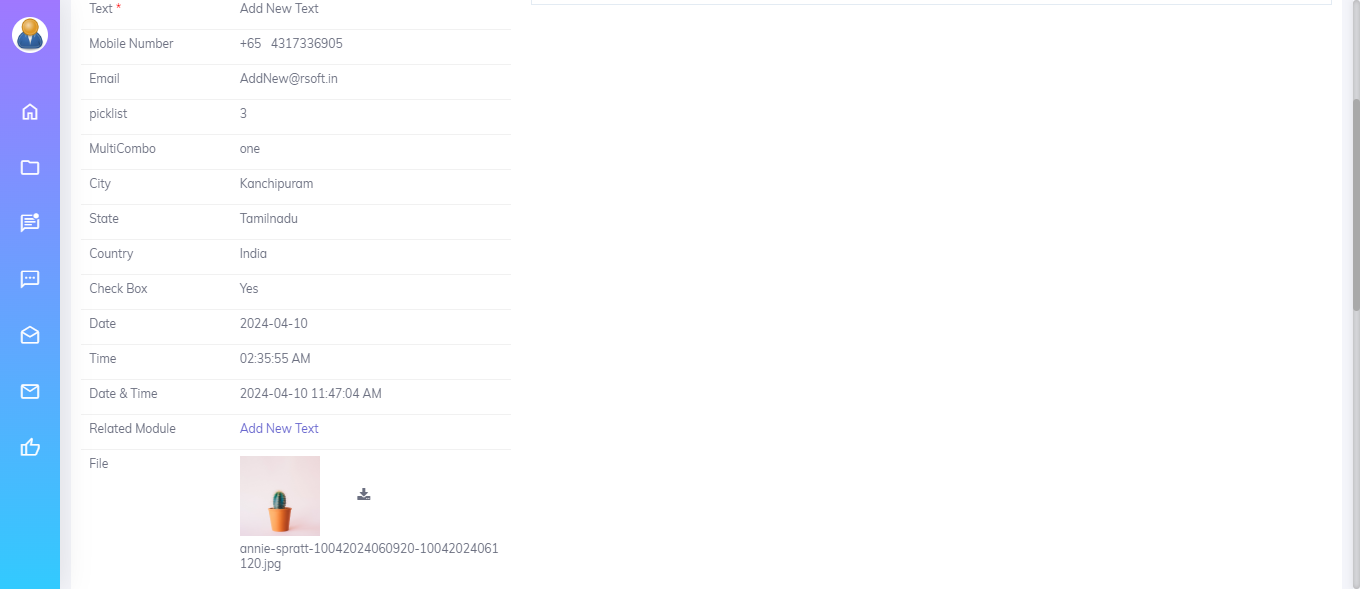 Text * Add New Text
Mobile Number +65 4317336905
Email AddNew@rsoft.in
picklist 3
MultiCombo one
City Kanchipuram
State Tamilnadu
Country India
Check Box Yes
Date 2024-04-10
Time 02:35:55 AM
Date & Time 2024-04-10 11:47:04 AM
Related Module Add New Text
File
annie-spratt-10042024060920-10042024061
120.jpg